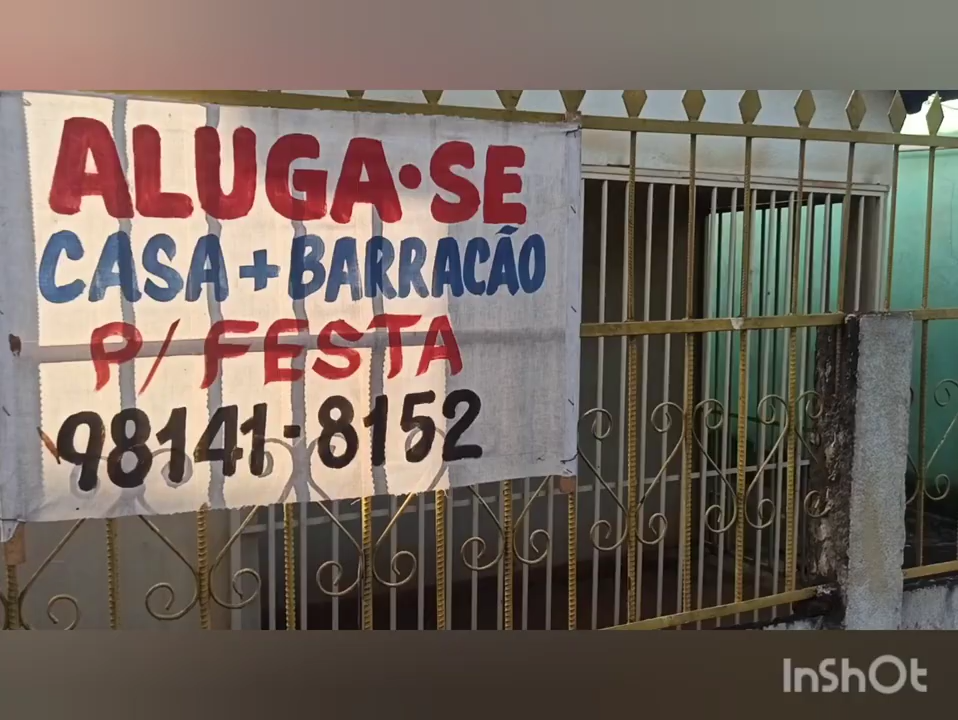 ALUGA-SE
CASA + BARRACÃO
P/ FESTA
98141-8152
InShOt